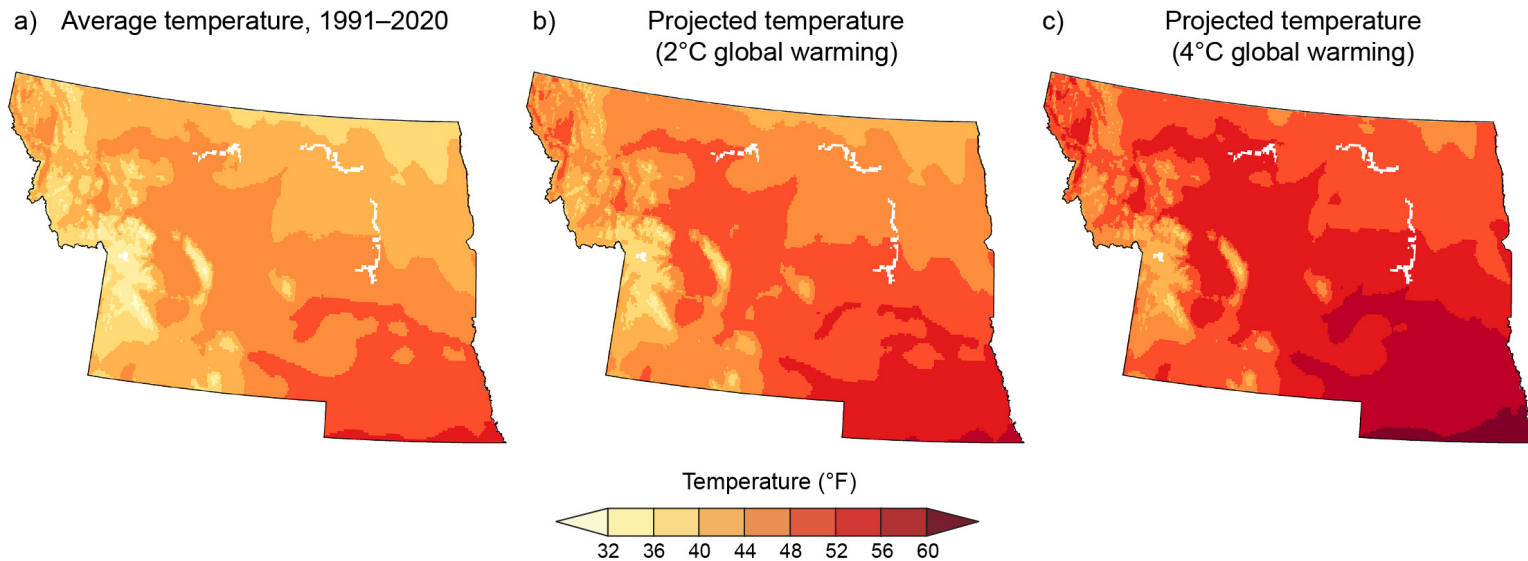 a) Average temperature, 1991–2020
b) Projected temperature
(2°C global warming)
c) Projected temperature
(4°C global warming)
Temperature (°F)
32 36 40 44 48 52 56 60